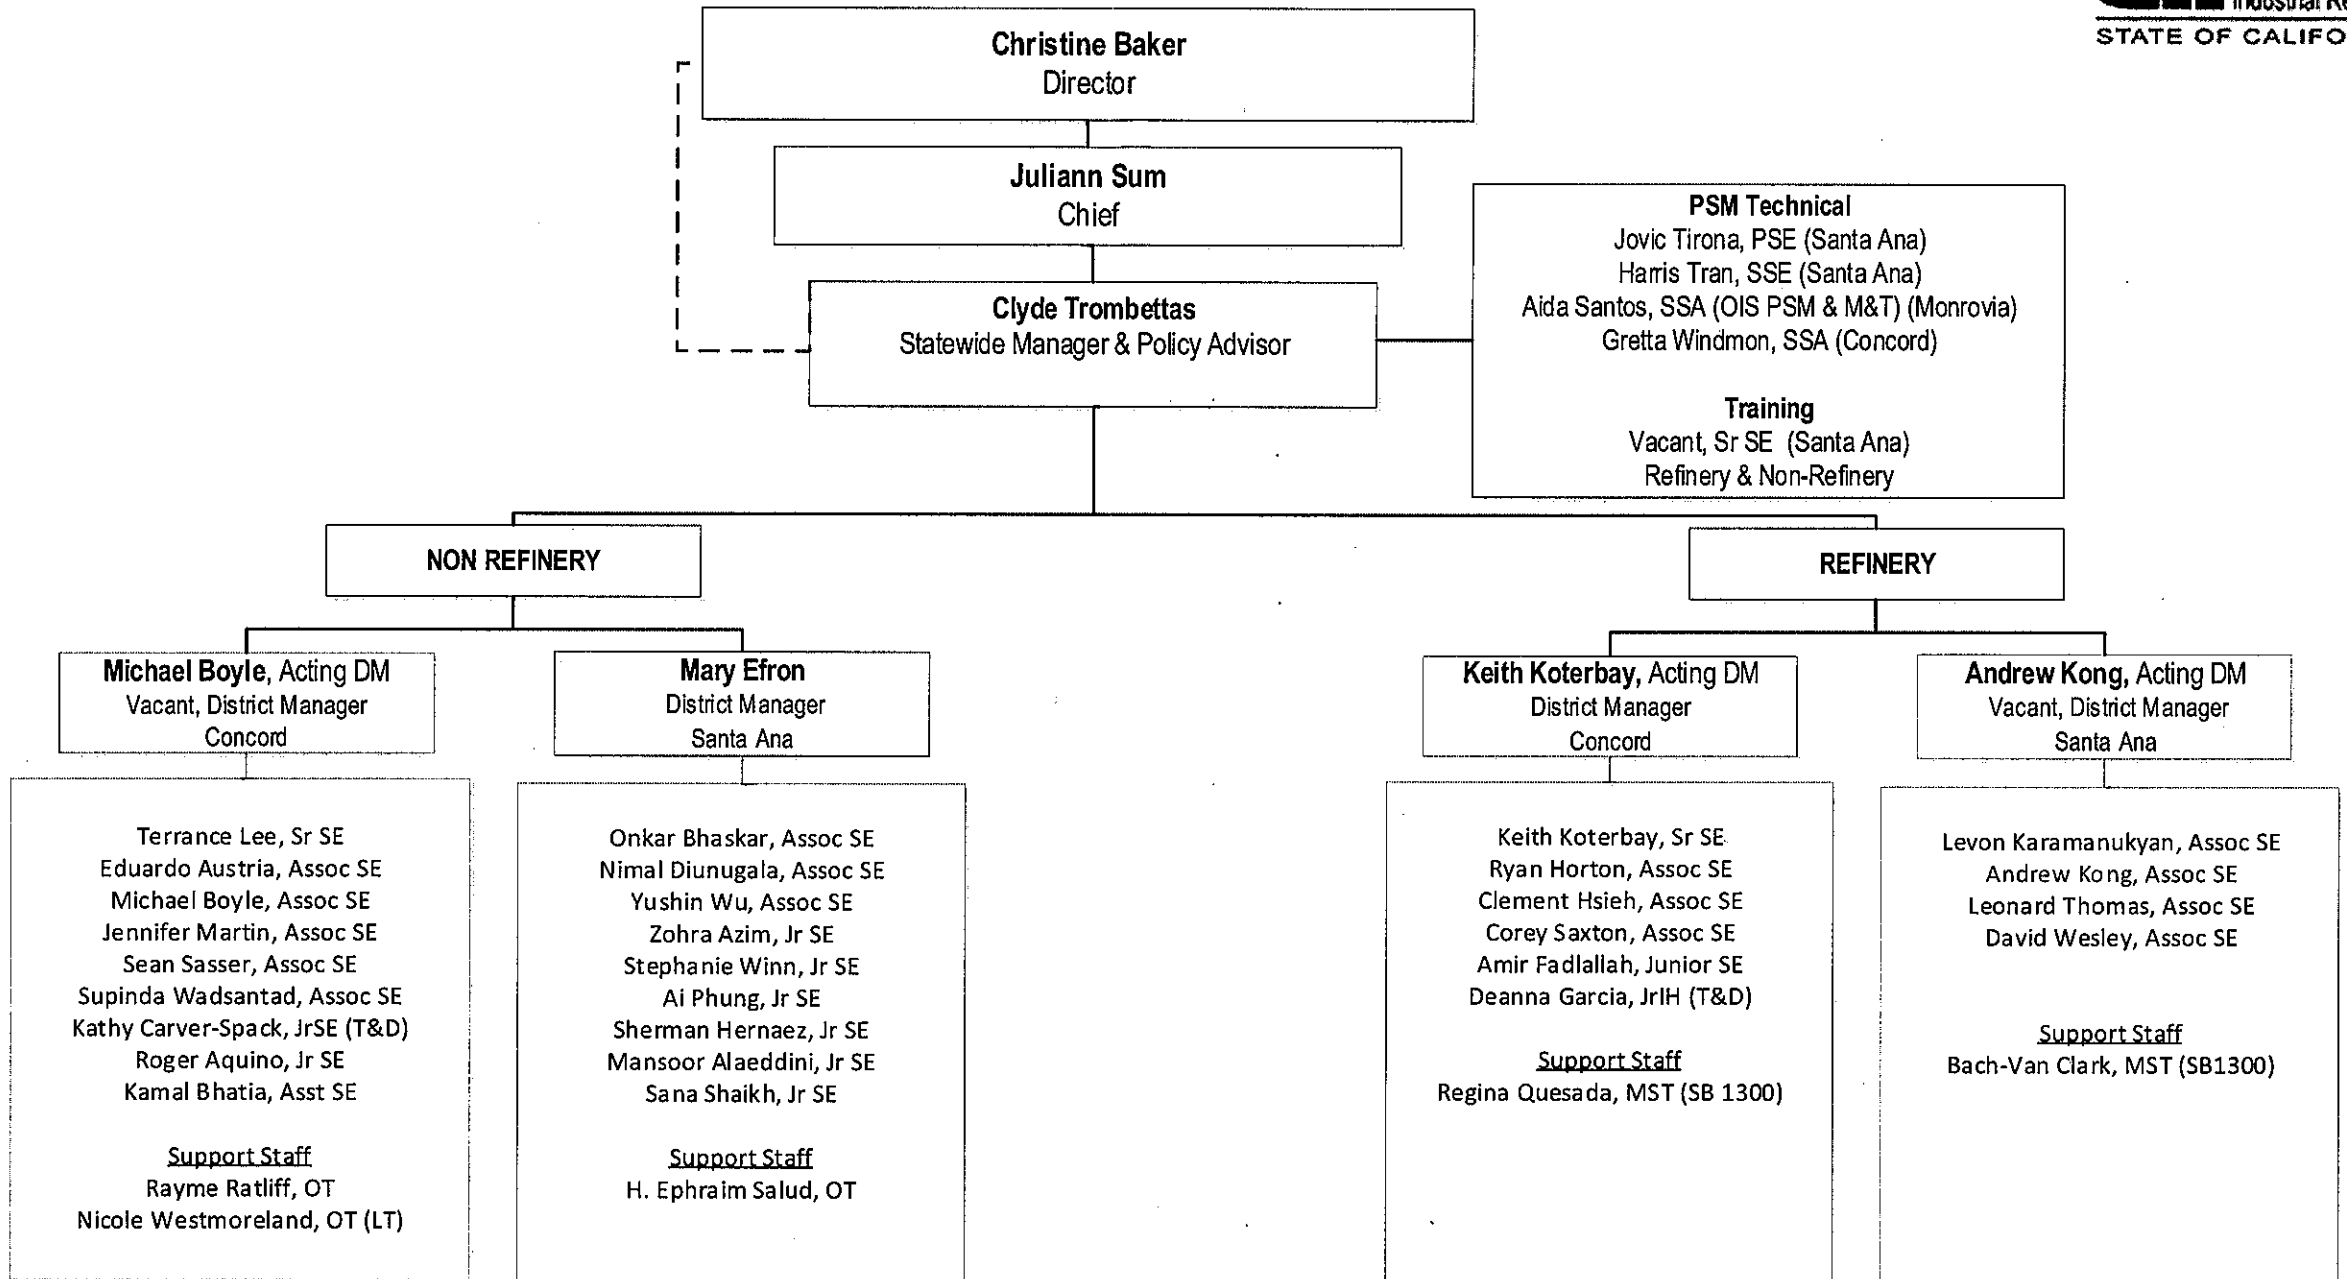 STATE OF CALIFO
Christine Baker
Director
Juliann Sum
Chief
Clyde Trombettas
Statewide Manager & Policy Advisor
PSM Technical
Jovic Tirona, PSE (Santa Ana)
Harris Tran, SSE (Santa Ana)
Aida Santos, SSA (OIS PSM & M&T) (Monrovia)
Gretta Windmon, SSA (Concord)
Training
Vacant, Sr SE (Santa Ana)
Refinery & Non-Refinery
NON REFINERY
REFINERY
Michael Boyle, Acting DM
Vacant, District Manager
Concord
Mary Efron
District Manager
Santa Ana
Keith Koterbay, Acting DM
District Manager
Concord
Andrew Kong, Acting DM
Vacant, District Manager
Santa Ana
Terrance Lee, Sr SE
Eduardo Austria, Assoc SE
Michael Boyle, Assoc SE
Jennifer Martin, Assoc SE
Sean Sasser, Assoc SE
Supinda Wadsantad, Assoc SE
Kathy Carver-Spack, JrSE (T&D)
Roger Aquino, Jr SE
Kamal Bhatia, Asst SE
Support Staff
Rayme Ratliff, OT
Nicole Westmoreland, OT (LT)
Onkar Bhaskar, Assoc SE
Nimal Diunugala, Assoc SE
Yushin Wu, Assoc SE
Zohra Azim, Jr SE
Stephanie Winn, Jr SE
Ai Phung, Jr SE
Sherman Hernaez, Jr SE
Mansoor Alaeddini, Jr SE
Sana Shaikh, Jr SE
Support Staff
H. Ephraim Salud, OT
Keith Koterbay, Sr SE
Ryan Horton, Assoc SE
Clement Hsieh, Assoc SE
Corey Saxton, Assoc SE
Amir Fadlallah, Junior SE
Deanna Garcia, JrIH (T&D)
Support Staff
Regina Quesada, MST (SB 1300)
Levon Karamanukyan, Assoc SE
Andrew Kong, Assoc SE
Leonard Thomas, Assoc SE
David Wesley, Assoc SE
Support Staff
Bach-Van Clark, MST (SB1300)